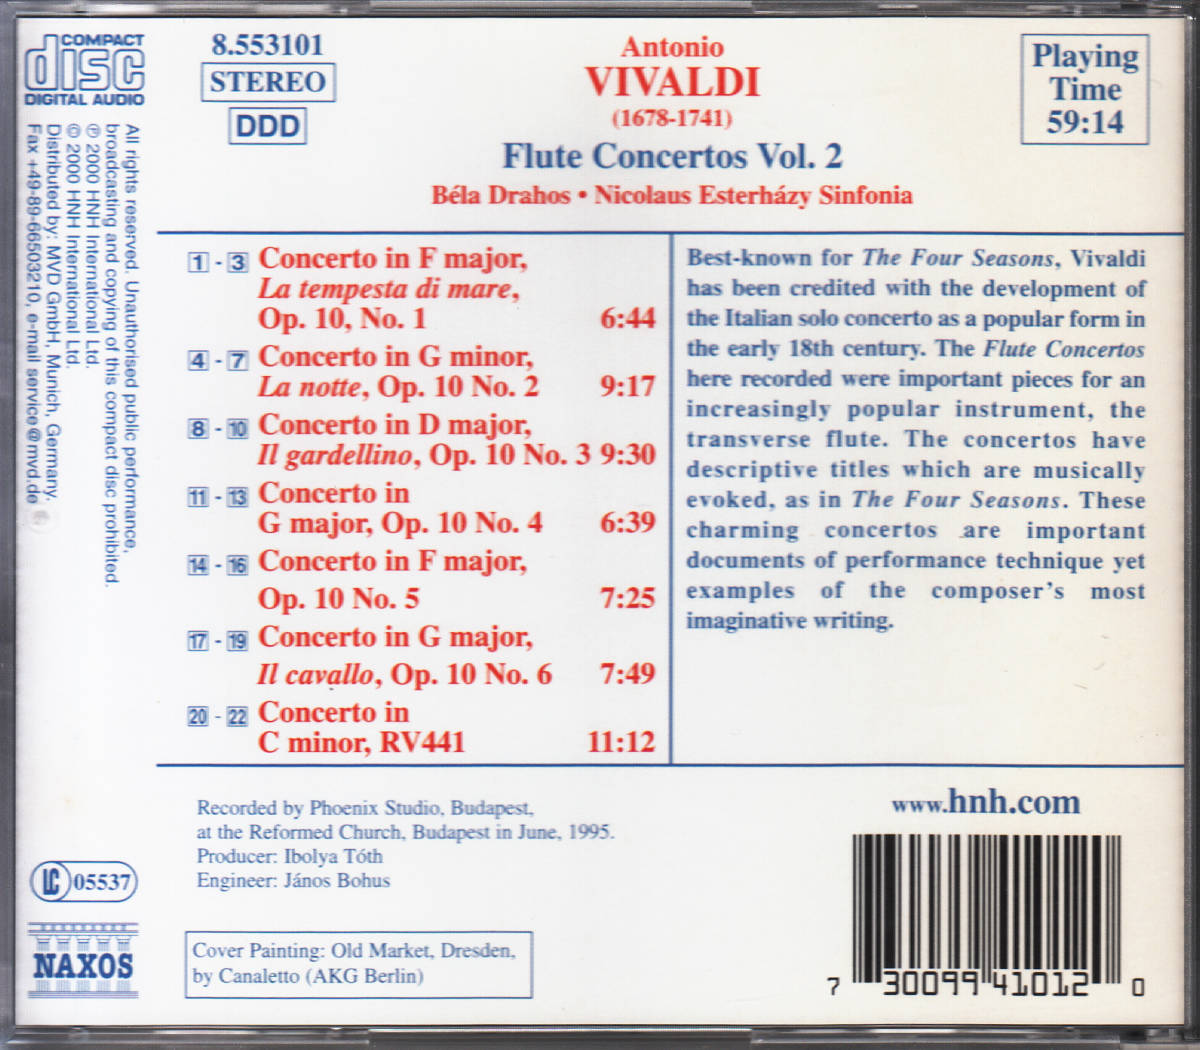 COMPACT
disc
DIGITAL AUDIO
8.553101
STEREO
DDD
Antonio
VIVALDI
(1678-1741)
Flute Concertos Vol. 2
Béla Drahos • Nicolaus Esterházy Sinfonia
Playing
Time
59:14
All rights reserved. Unauthorised public performance,
broadcasting and copying of this compact disc prohibited.
℗ 2000 HNH International Ltd.
© 2000 HNH International Ltd.
Distributed by: MVD GmbH, Munich, Germany.
Fax +49-89-66503210, e-mail service@mvd.de
1 - 3 Concerto in F major,
La tempesta di mare,
Op. 10, No. 1 6:44
4 - 7 Concerto in G minor,
La notte, Op. 10 No. 2 9:17
8 - 10 Concerto in D major,
Il gardellino, Op. 10 No. 3 9:30
11 - 13 Concerto in
G major, Op. 10 No. 4 6:39
14 - 16 Concerto in F major,
Op. 10 No. 5 7:25
17 - 19 Concerto in G major,
Il cavallo, Op. 10 No. 6 7:49
20 - 22 Concerto in
C minor, RV441 11:12
Best-known for The Four Seasons, Vivaldi
has been credited with the development of
the Italian solo concerto as a popular form in
the early 18th century. The Flute Concertos
here recorded were important pieces for an
increasingly popular instrument, the
transverse flute. The concertos have
descriptive titles which are musically
evoked, as in The Four Seasons. These
charming concertos are important
documents of performance technique yet
examples of the composer's most
imaginative writing.
Recorded by Phoenix Studio, Budapest,
at the Reformed Church, Budapest in June, 1995.
Producer: Ibolya Tóth
Engineer: János Bohus
www.hnh.com
LC 05537
NAXOS
Cover Painting: Old Market, Dresden,
by Canaletto (AKG Berlin)
7 30099 41012 0